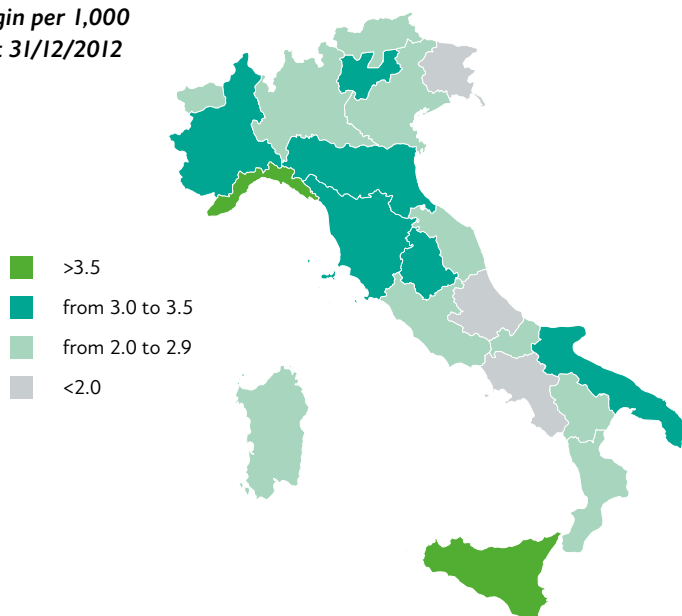 per 1,000
31/12/2012
>3.5
from 3.0 to 3.5
from 2.0 to 2.9
<2.0